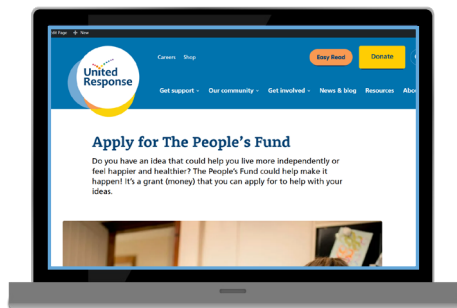 Page + New
Careers Shop
Easy Read
Donate
United
Response
Get support Our community Get involved News & blog Resources Abou
Apply for The People's Fund
Do you have an idea that could help you live more independently or
feel happier and healthier? The People's Fund could help make it
happen! It's a grant (money) that you can apply for to help with your
ideas.